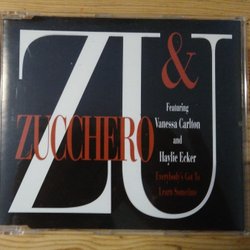 ZU &
ZUCCHERO
Featuring
Vanessa Carlton
and
Haylie Ecker
Everybody's Got To
Learn Sometime